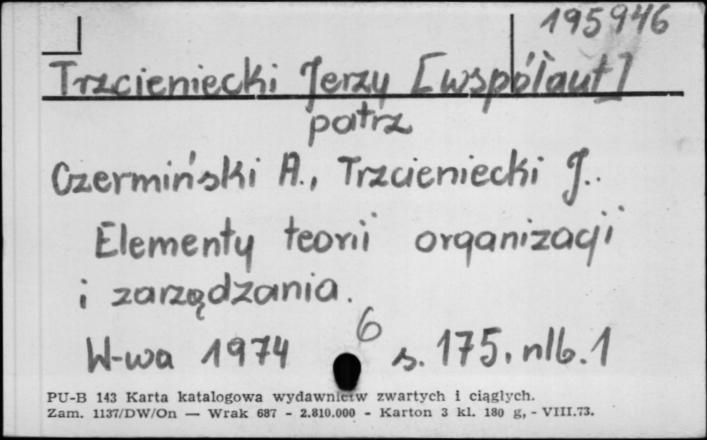 195946
Trzcieniecki Jerzy [współaut]
patrz
Czermiński A., Trzcieniecki J..
Elementy teorii organizacji
i zarządzania.
6
W-wa 1974 s. 175, nlb. 1
PU-B 143 Karta katalogowa wydawnictw zwartych i ciągłych.
Zam. 1137/DW/On — Wrak 687 - 2.810.000 - Karton 3 kl. 180 g, - VIII.73.